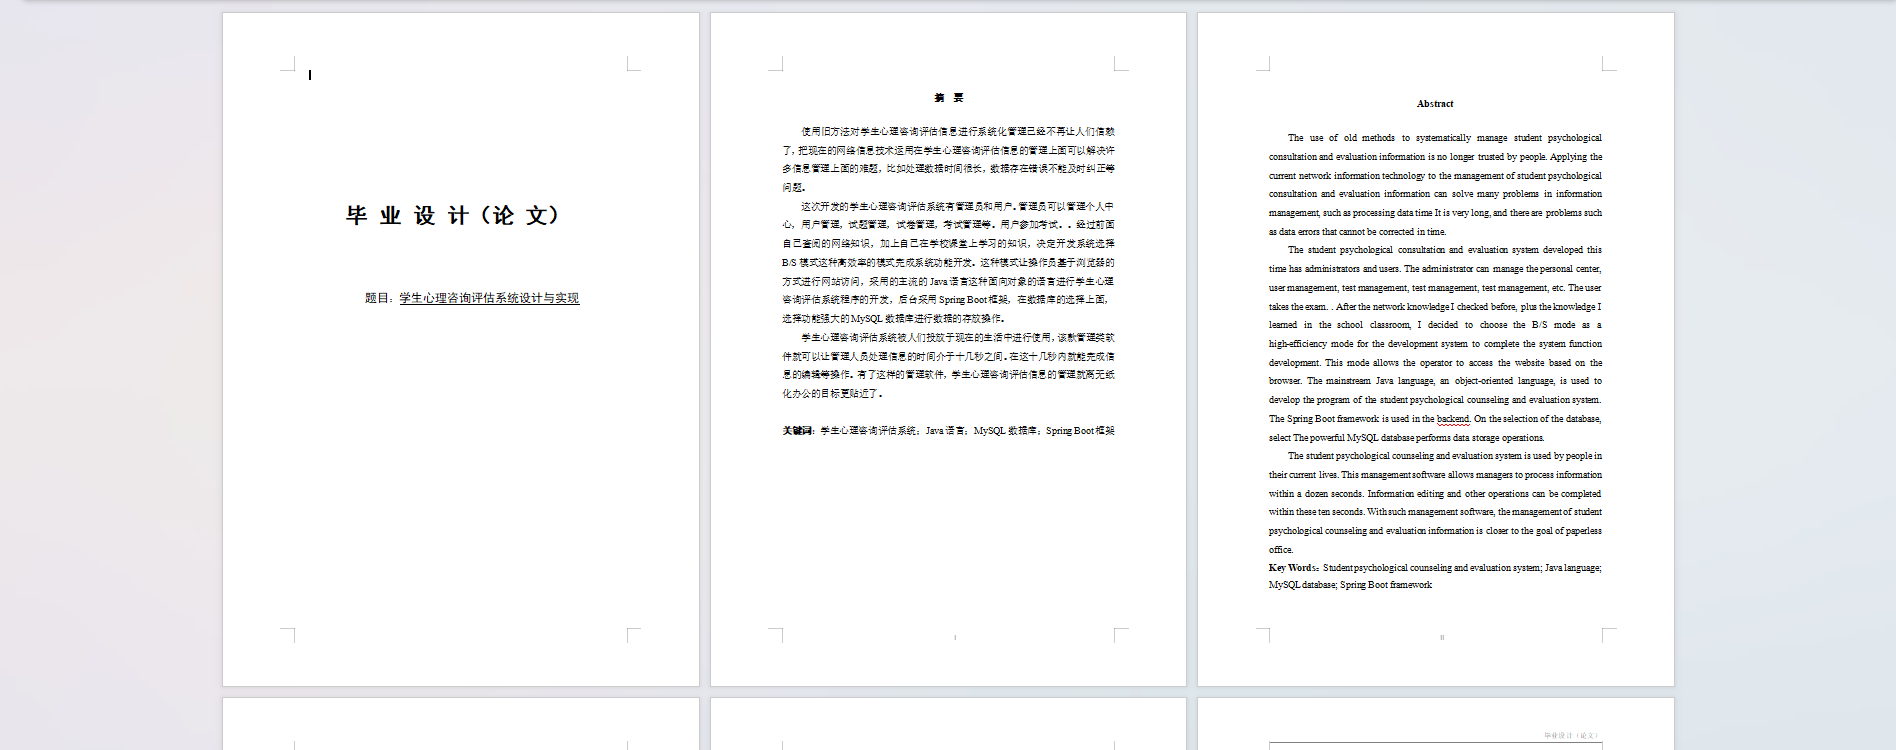 毕 业 设 计（论 文）
题目：学生心理咨询评估系统设计与实现
摘 要
使用旧方法对学生心理咨询评估信息进行系统化管理已经不再让人们信赖
了，把现在的网络信息技术运用在学生心理咨询评估信息的管理上面可以解决许
多信息管理上面的难题，比如处理数据时间很长，数据存在错误不能及时纠正等
问题。
这次开发的学生心理咨询评估系统有管理员和用户。管理员可以管理个人中
心，用户管理，试题管理，试卷管理，考试管理等。用户参加考试。。经过前面
自己查阅的网络知识，加上自己在学校课堂上学习的知识，决定开发系统选择
B/S 模式这种高效率的模式完成系统功能开发。这种模式让操作员基于浏览器的
方式进行网站访问，采用的主流的 Java 语言这种面向对象的语言进行学生心理
咨询评估系统程序的开发，后台采用 Spring Boot 框架，在数据库的选择上面，
选择功能强大的 MySQL 数据库进行数据的存放操作。
学生心理咨询评估系统被人们投放于现在的生活中进行使用，该款管理类软
件就可以让管理人员处理信息的时间介于十几秒之间。在这十几秒内就能完成信
息的编辑等操作。有了这样的管理软件，学生心理咨询评估信息的管理就离无纸
化办公的目标更贴近了。
关键词：学生心理咨询评估系统；Java 语言；MySQL 数据库；Spring Boot 框架
I
Abstract
The use of old methods to systematically manage student psychological
consultation and evaluation information is no longer trusted by people. Applying the
current network information technology to the management of student psychological
consultation and evaluation information can solve many problems in information
management, such as processing data time It is very long, and there are problems such
as data errors that cannot be corrected in time.
The student psychological consultation and evaluation system developed this
time has administrators and users. The administrator can manage the personal center,
user management, test management, test management, test management, etc. The user
takes the exam. . After the network knowledge I checked before, plus the knowledge I
learned in the school classroom, I decided to choose the B/S mode as a
high-efficiency mode for the development system to complete the system function
development. This mode allows the operator to access the website based on the
browser. The mainstream Java language, an object-oriented language, is used to
develop the program of the student psychological counseling and evaluation system.
The Spring Boot framework is used in the backend. On the selection of the database,
select The powerful MySQL database performs data storage operations.
The student psychological counseling and evaluation system is used by people in
their current lives. This management software allows managers to process information
within a dozen seconds. Information editing and other operations can be completed
within these ten seconds. With such management software, the management of student
psychological counseling and evaluation information is closer to the goal of paperless
office.
Key Words：Student psychological counseling and evaluation system; Java language;
MySQL database; Spring Boot framework
II
毕业设计（论文）